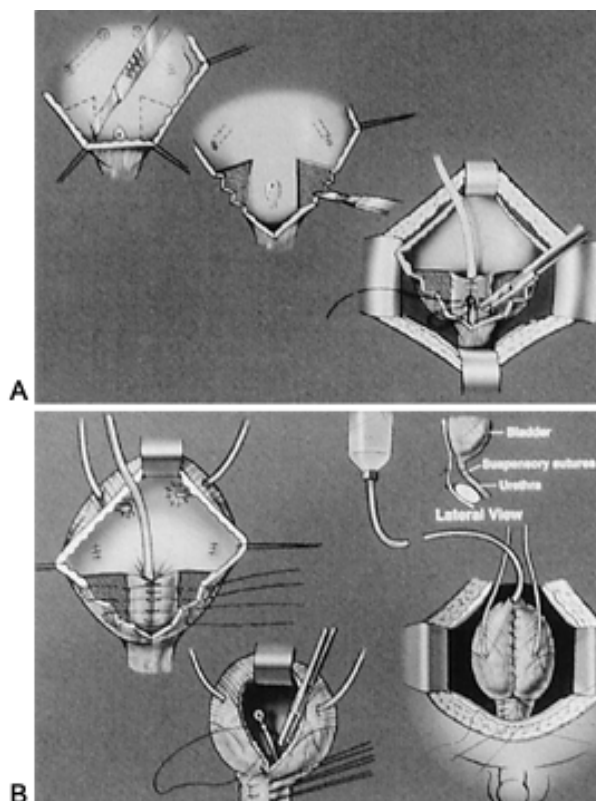 A
Bladder
Suspensory sutures
Urethra
Lateral View
B